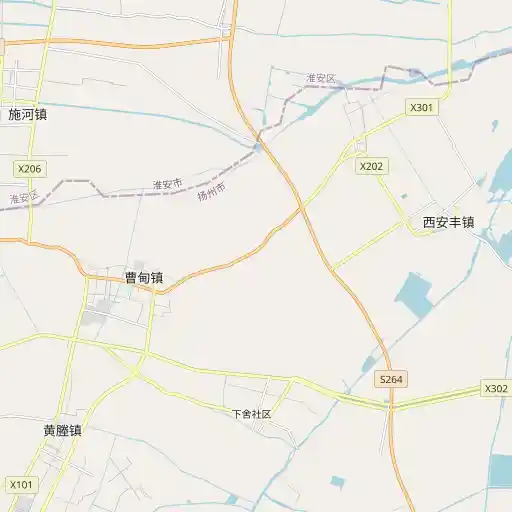 淮安区
X301
施河镇
X206
X202
淮安市
扬州市
淮安区
西安丰镇
曹甸镇
S264
X302
下舍社区
黄塍镇
X101